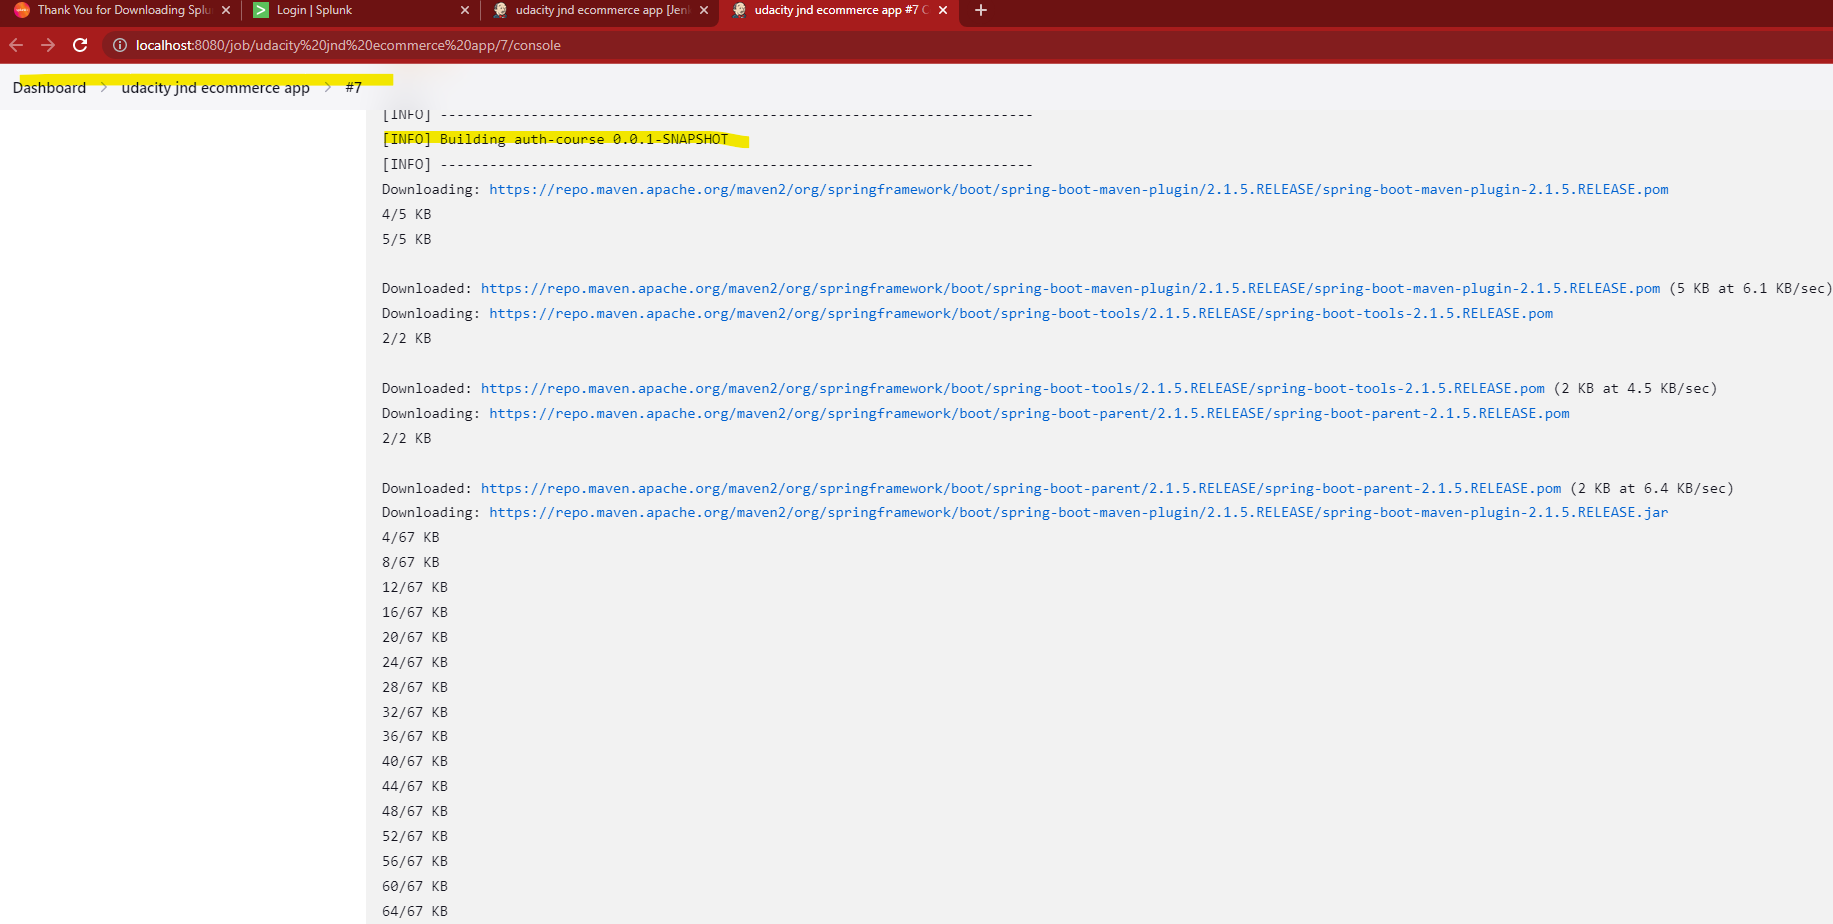 Thank You for Downloading Splu
Login | Splunk
udacity jnd ecommerce app [Jenk
udacity jnd ecommerce app #7 C
localhost:8080/job/udacity%20jnd%20ecommerce%20app/7/console
Dashboard > udacity jnd ecommerce app > #7
[INFO] ------------------------------------------------------------------------
[INFO] Building auth-course 0.0.1-SNAPSHOT
[INFO] ------------------------------------------------------------------------
Downloading: https://repo.maven.apache.org/maven2/org/springframework/boot/spring-boot-maven-plugin/2.1.5.RELEASE/spring-boot-maven-plugin-2.1.5.RELEASE.pom
4/5 KB
5/5 KB
Downloaded: https://repo.maven.apache.org/maven2/org/springframework/boot/spring-boot-maven-plugin/2.1.5.RELEASE/spring-boot-maven-plugin-2.1.5.RELEASE.pom (5 KB at 6.1 KB/sec)
Downloading: https://repo.maven.apache.org/maven2/org/springframework/boot/spring-boot-tools/2.1.5.RELEASE/spring-boot-tools-2.1.5.RELEASE.pom
2/2 KB
Downloaded: https://repo.maven.apache.org/maven2/org/springframework/boot/spring-boot-tools/2.1.5.RELEASE/spring-boot-tools-2.1.5.RELEASE.pom (2 KB at 4.5 KB/sec)
Downloading: https://repo.maven.apache.org/maven2/org/springframework/boot/spring-boot-parent/2.1.5.RELEASE/spring-boot-parent-2.1.5.RELEASE.pom
2/2 KB
Downloaded: https://repo.maven.apache.org/maven2/org/springframework/boot/spring-boot-parent/2.1.5.RELEASE/spring-boot-parent-2.1.5.RELEASE.pom (2 KB at 6.4 KB/sec)
Downloading: https://repo.maven.apache.org/maven2/org/springframework/boot/spring-boot-maven-plugin/2.1.5.RELEASE/spring-boot-maven-plugin-2.1.5.RELEASE.jar
4/67 KB
8/67 KB
12/67 KB
16/67 KB
20/67 KB
24/67 KB
28/67 KB
32/67 KB
36/67 KB
40/67 KB
44/67 KB
48/67 KB
52/67 KB
56/67 KB
60/67 KB
64/67 KB